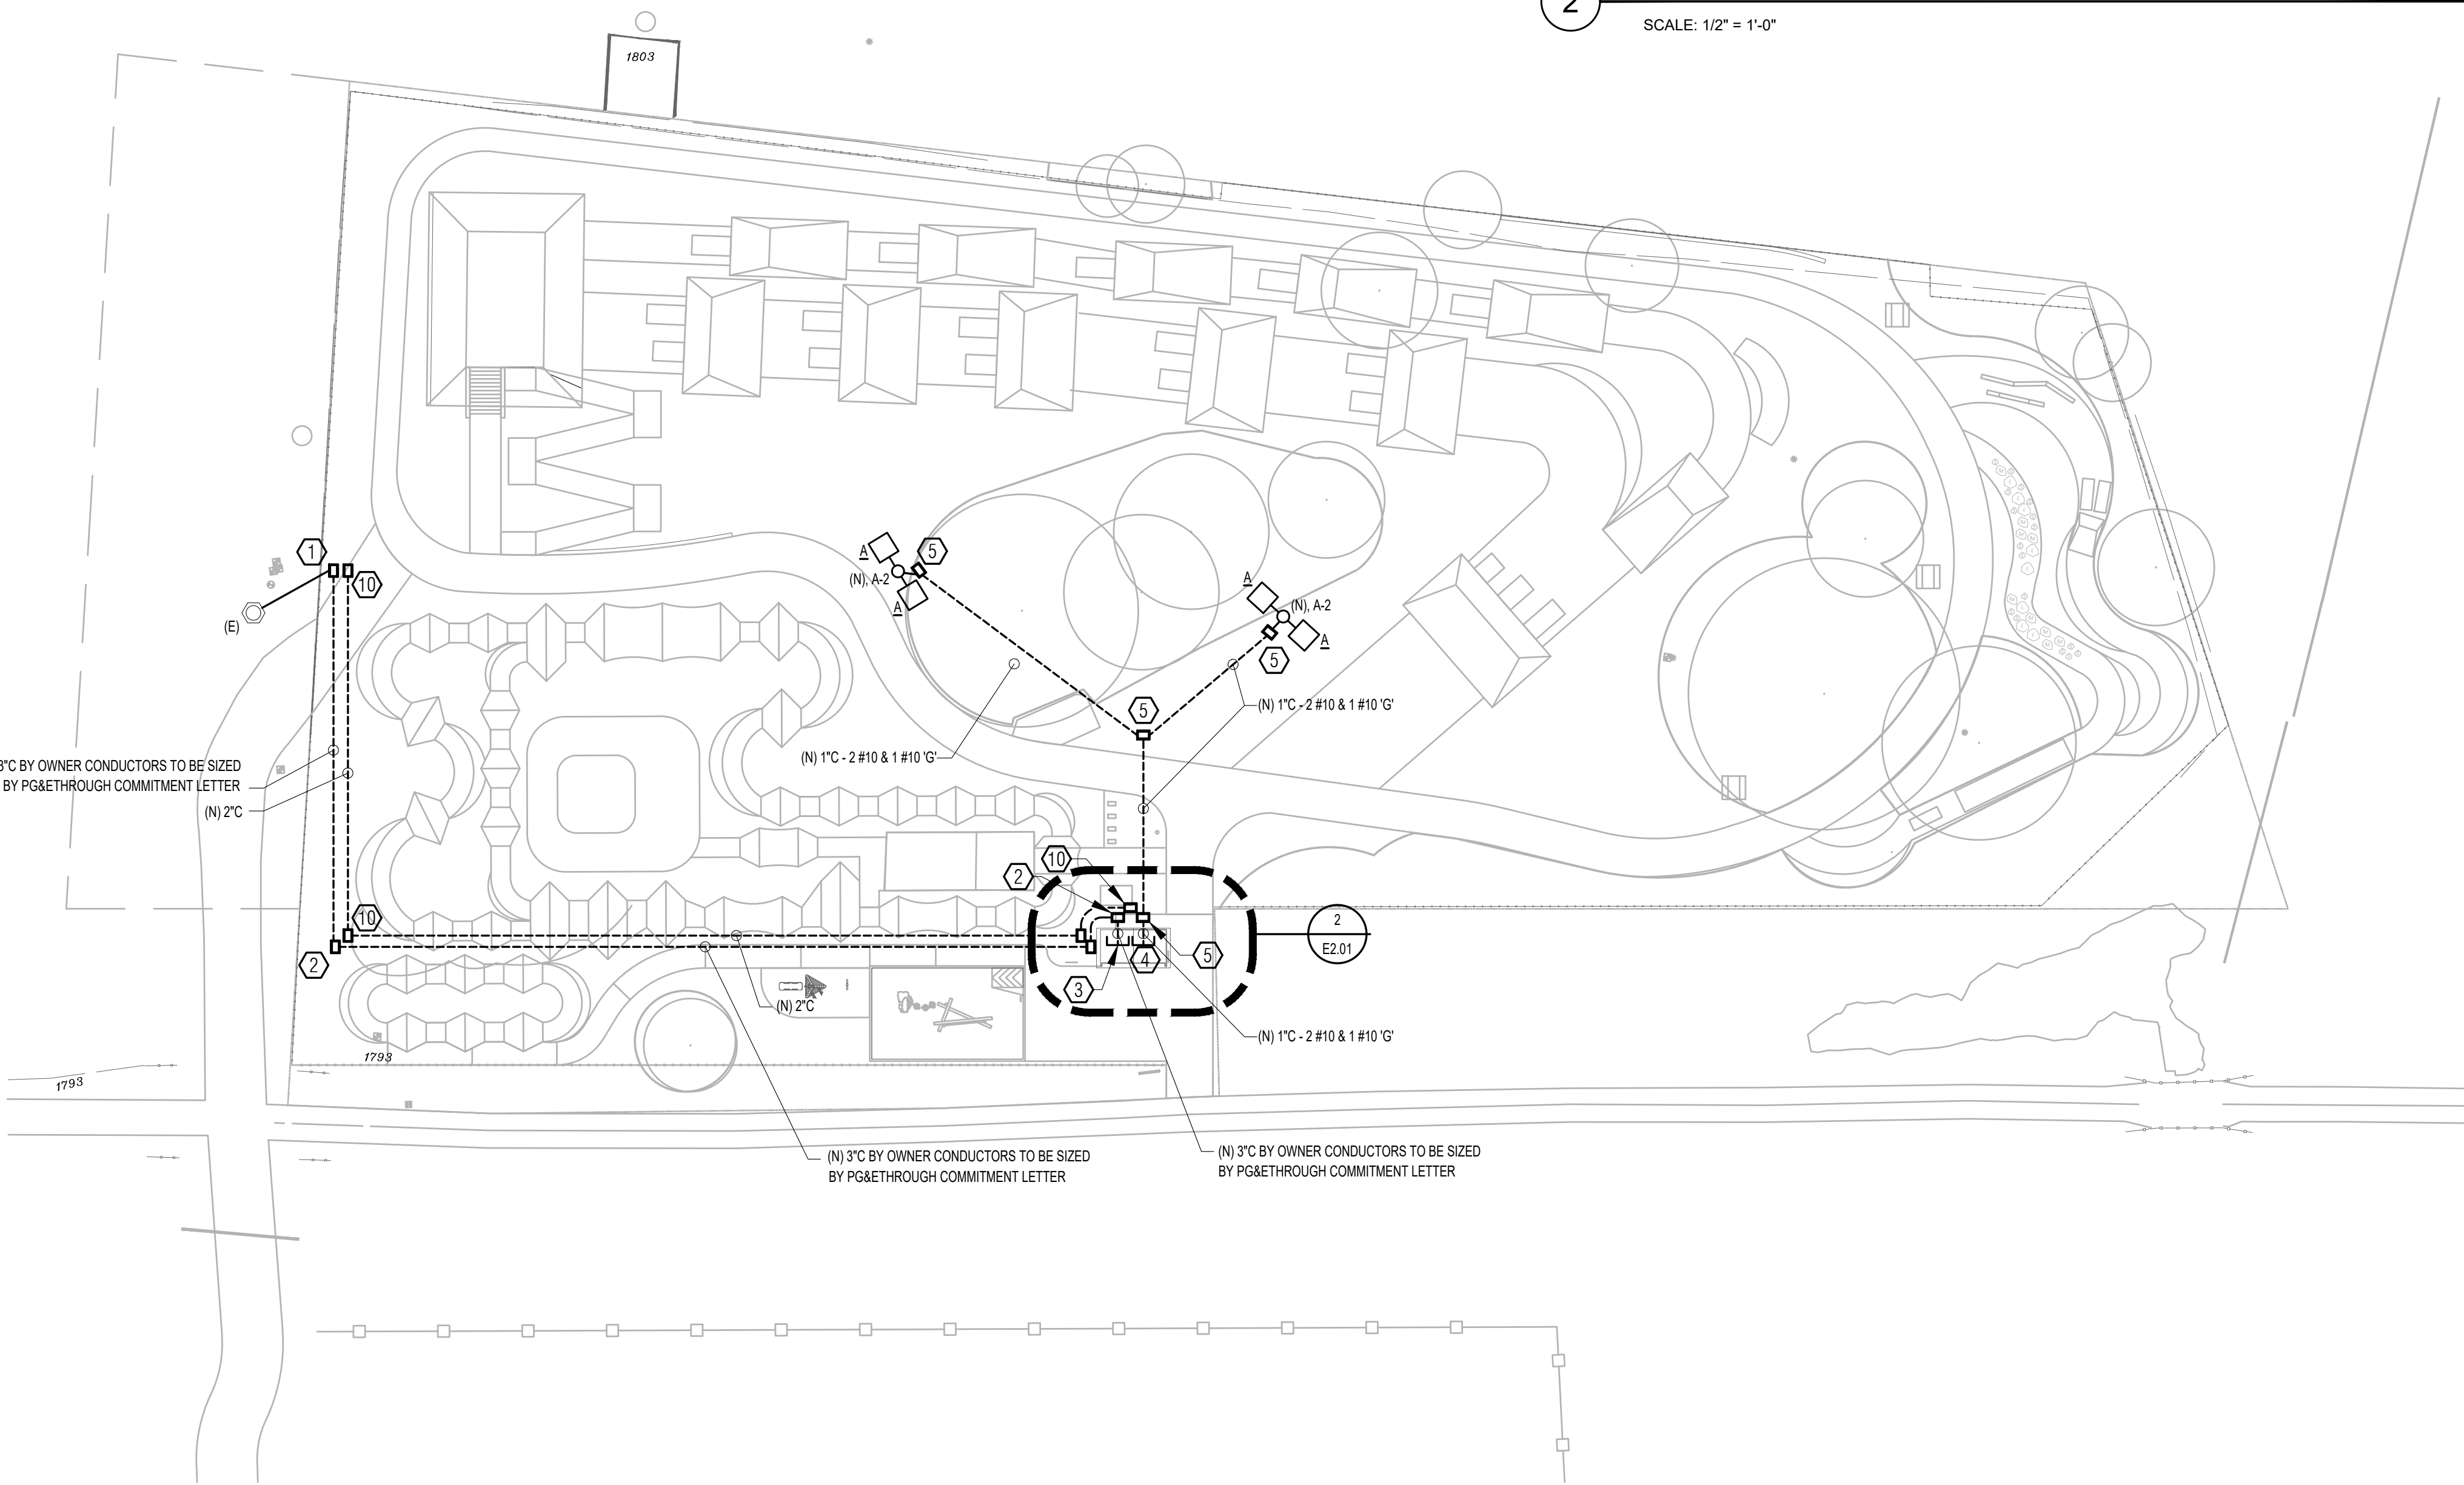 2
SCALE: 1/2" = 1'-0"
1803
1
10
(E)
A
5
(N), A-2
A
A
(N), A-2
A
5
5
(N) 1"C - 2 #10 & 1 #10 'G'
(N) 1"C - 2 #10 & 1 #10 'G'
3"C BY OWNER CONDUCTORS TO BE SIZED
BY PG&ETHROUGH COMMITMENT LETTER
(N) 2"C
10
2
10
2
2
E2.01
3
4
5
(N) 2"C
(N) 1"C - 2 #10 & 1 #10 'G'
1793
1793
(N) 3"C BY OWNER CONDUCTORS TO BE SIZED
BY PG&ETHROUGH COMMITMENT LETTER
(N) 3"C BY OWNER CONDUCTORS TO BE SIZED
BY PG&ETHROUGH COMMITMENT LETTER